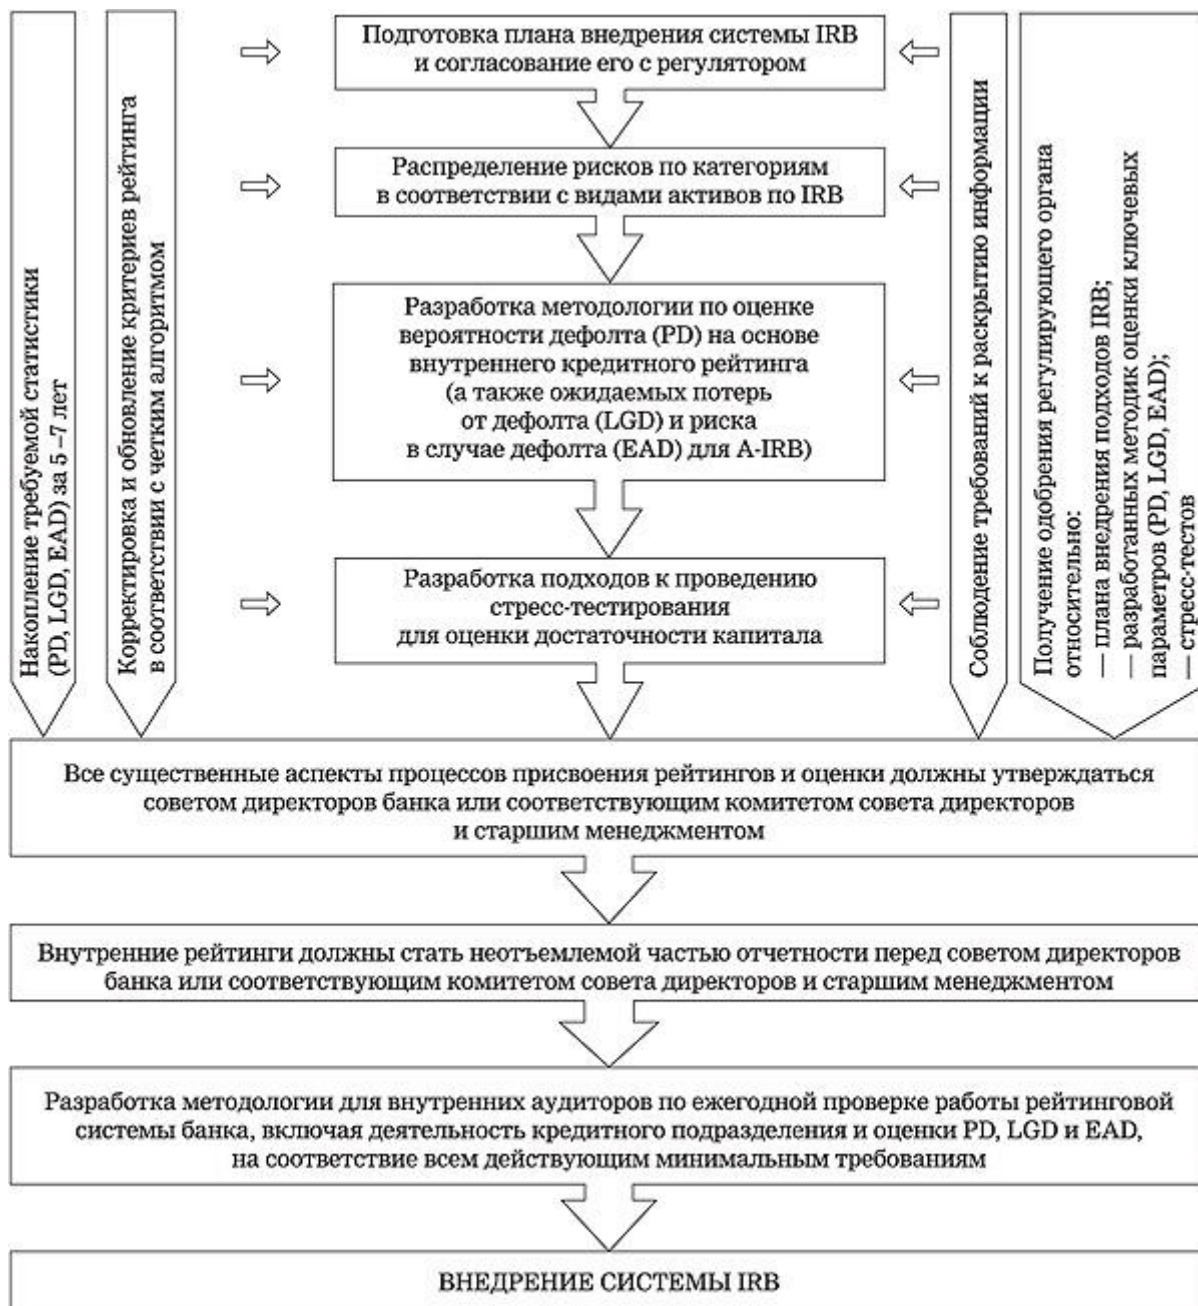 Накопление требуемой статистики
(PD, LGD, EAD) за 5 –7 лет
Корректировка и обновление критериев рейтинга
в соответствии с четким алгоритмом
Подготовка плана внедрения системы IRB
и согласование его с регулятором
Распределение рисков по категориям
в соответствии с видами активов по IRB
Разработка методологии по оценке
вероятности дефолта (PD) на основе
внутреннего кредитного рейтинга
(а также ожидаемых потерь
от дефолта (LGD) и риска
в случае дефолта (EAD) для A-IRB)
Разработка подходов к проведению
стресс-тестирования
для оценки достаточности капитала
Соблюдение требований к раскрытию информации
Получение одобрения регулирующего органа
относительно:
— плана внедрения подходов IRB;
— разработанных методик оценки ключевых
параметров (PD, LGD, EAD);
— стресс-тестов
Все существенные аспекты процессов присвоения рейтингов и оценки должны утверждаться
советом директоров банка или соответствующим комитетом совета директоров
и старшим менеджментом
Внутренние рейтинги должны стать неотъемлемой частью отчетности перед советом директоров
банка или соответствующим комитетом совета директоров и старшим менеджментом
Разработка методологии для внутренних аудиторов по ежегодной проверке работы рейтинговой
системы банка, включая деятельность кредитного подразделения и оценки PD, LGD и EAD,
на соответствие всем действующим минимальным требованиям
ВНЕДРЕНИЕ СИСТЕМЫ IRB